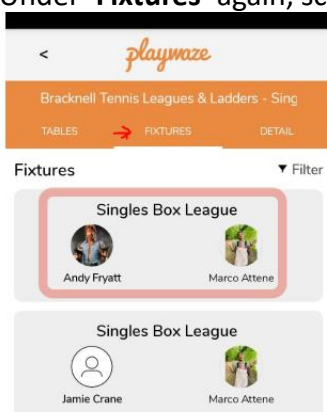 Under 'Fixtures' again, se
<
playwaze
Bracknell Tennis Leagues & Ladders - Sing
TABLES FIXTURES DETAIL
Fixtures ▼ Filter
Singles Box League
Andy Fryatt Marco Attene
Singles Box League
Jamie Crane Marco Attene